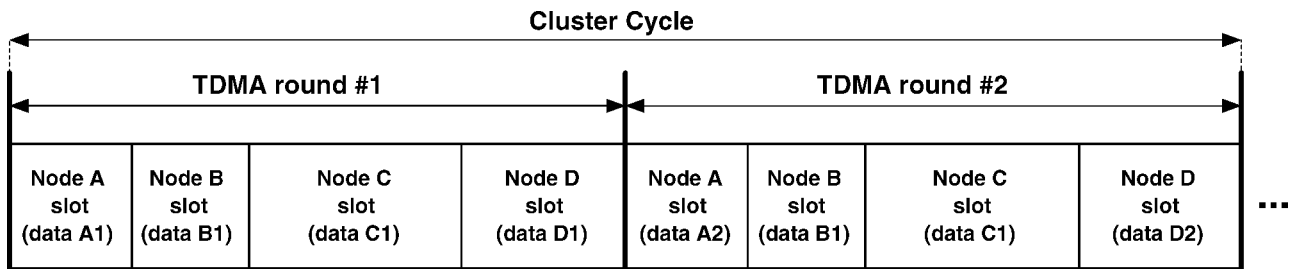 Cluster Cycle
TDMA round #1
TDMA round #2
Node A
slot
(data A1)
Node B
slot
(data B1)
Node C
slot
(data C1)
Node D
slot
(data D1)
Node A
slot
(data A2)
Node B
slot
(data B1)
Node C
slot
(data C1)
Node D
slot
(data D2)
...